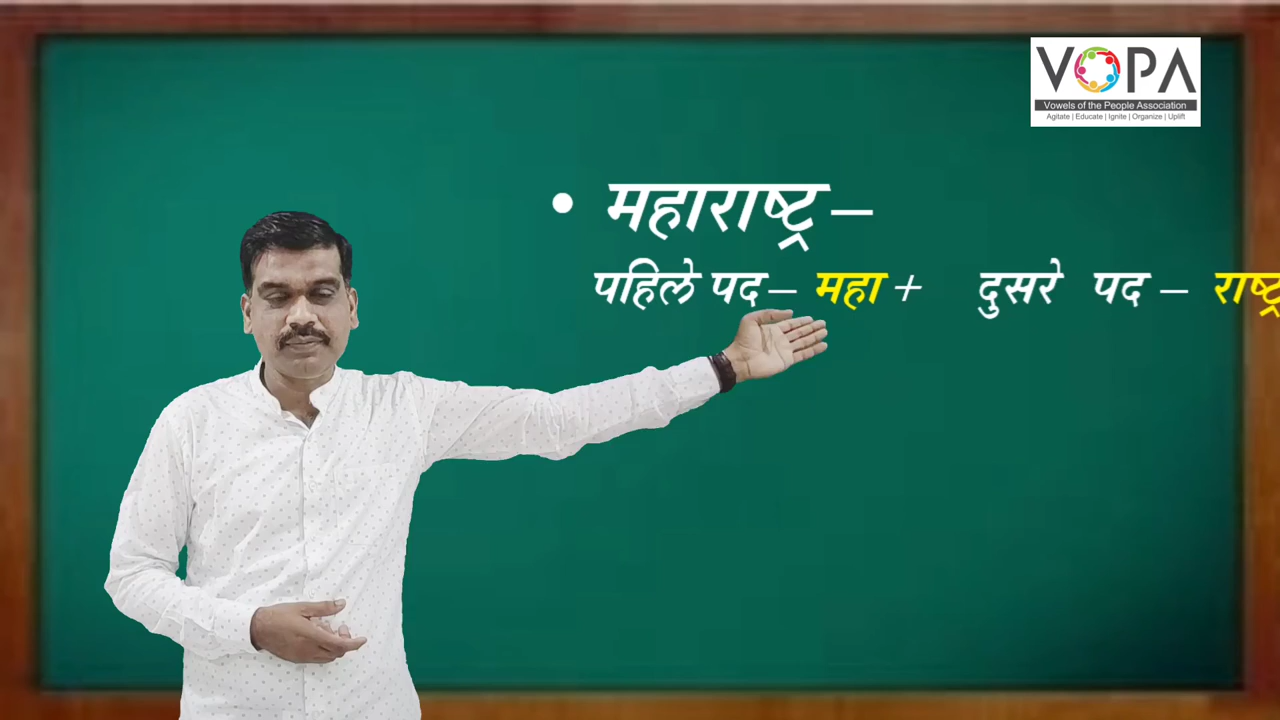 VOPA
Vowels of the People Association
Agitate | Educate | Ignite | Organize | Uplift
• महाराष्ट्र –
पहिले पद – महा + दुसरे पद – राष्ट्र